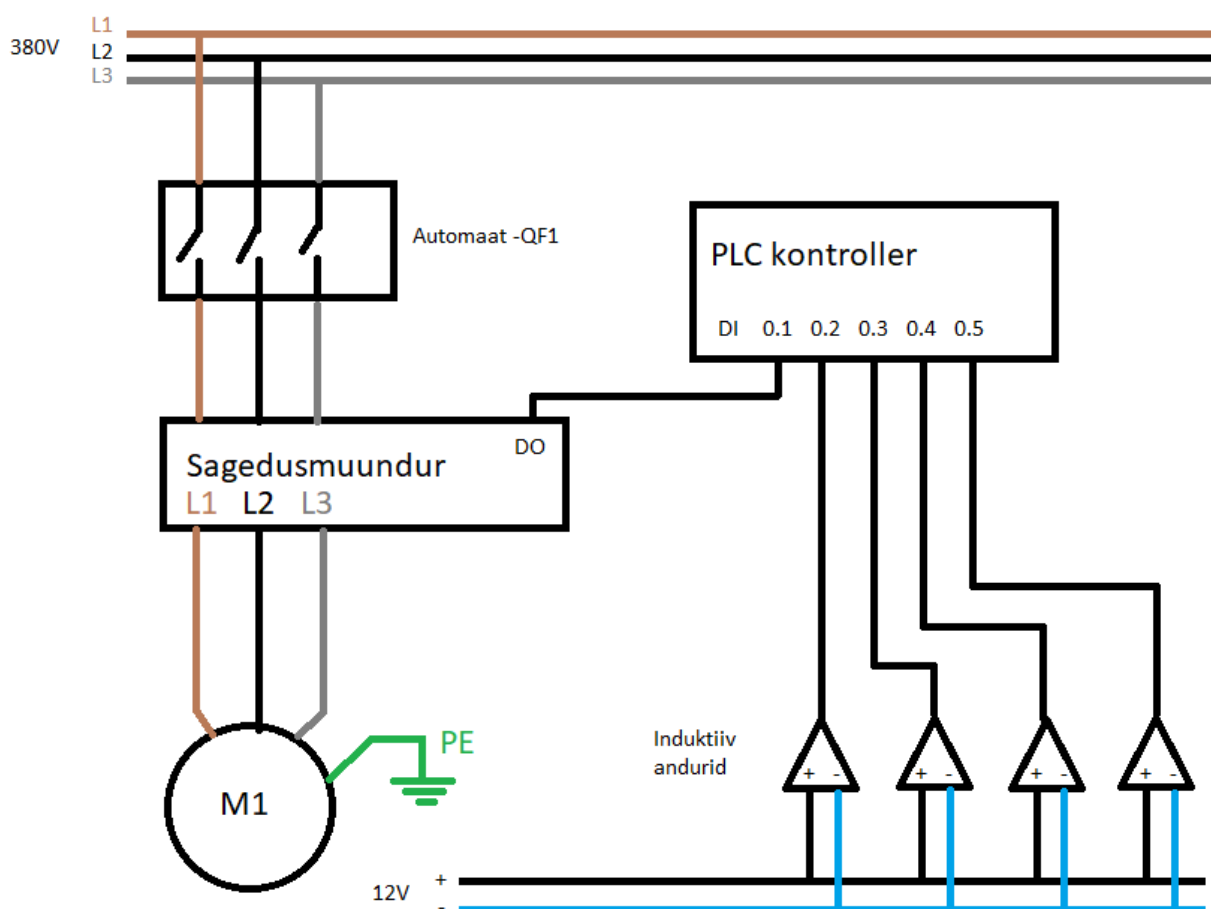 L1
380V
L2
L3
Automaat -QF1
PLC kontroller
DI 0.1 0.2 0.3 0.4 0.5
DO
Sagedusmuundur
L1 L2 L3
PE
Induktiiv
andurid
+ - + - + - + -
M1
+
12V
-